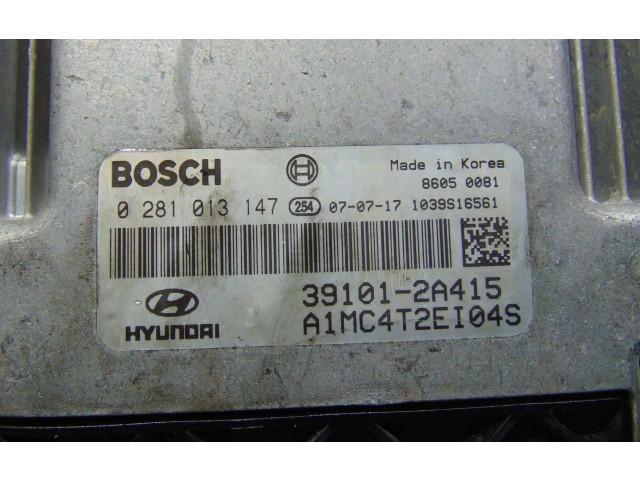 BOSCH Made in Korea
8605 0081
0 281 013 147 254 07-07-17 1039S16561
39101-2A415
HYUNDAI A1MC4T2EI04S